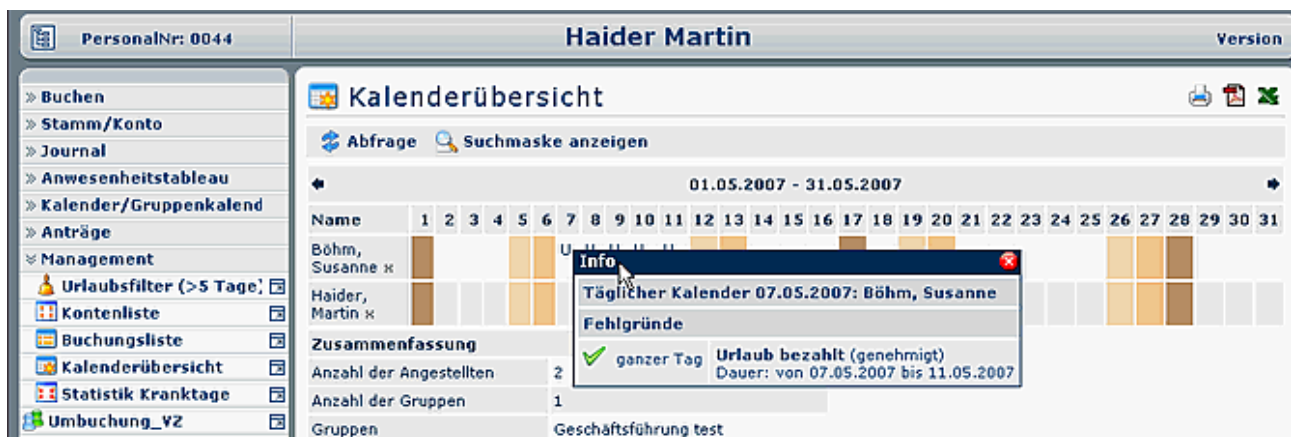 PersonalNr: 0044
Haider Martin
Version
» Buchen
» Stamm/Konto
» Journal
» Anwesenheitstableau
» Kalender/Gruppenkalend
» Anträge
Management
Urlaubsfilter (>5 Tage)
Kontenliste
Buchungsliste
Kalenderübersicht
Statistik Kranktage
Umbuchung_VZ
Kalenderübersicht
Abfrage Suchmaske anzeigen
01.05.2007 - 31.05.2007
Name 1 2 3 4 5 6 7 8 9 10 11 12 13 14 15 16 17 18 19 20 21 22 23 24 25 26 27 28 29 30 31
Böhm,
Susanne x
U U U U U
Haider,
Martin x
Info
Täglicher Kalender 07.05.2007: Böhm, Susanne
Fehlgründe
ganzer Tag Urlaub bezahlt (genehmigt)
Dauer: von 07.05.2007 bis 11.05.2007
Zusammenfassung
Anzahl der Angestellten 2
Anzahl der Gruppen 1
Gruppen Geschäftsführung test